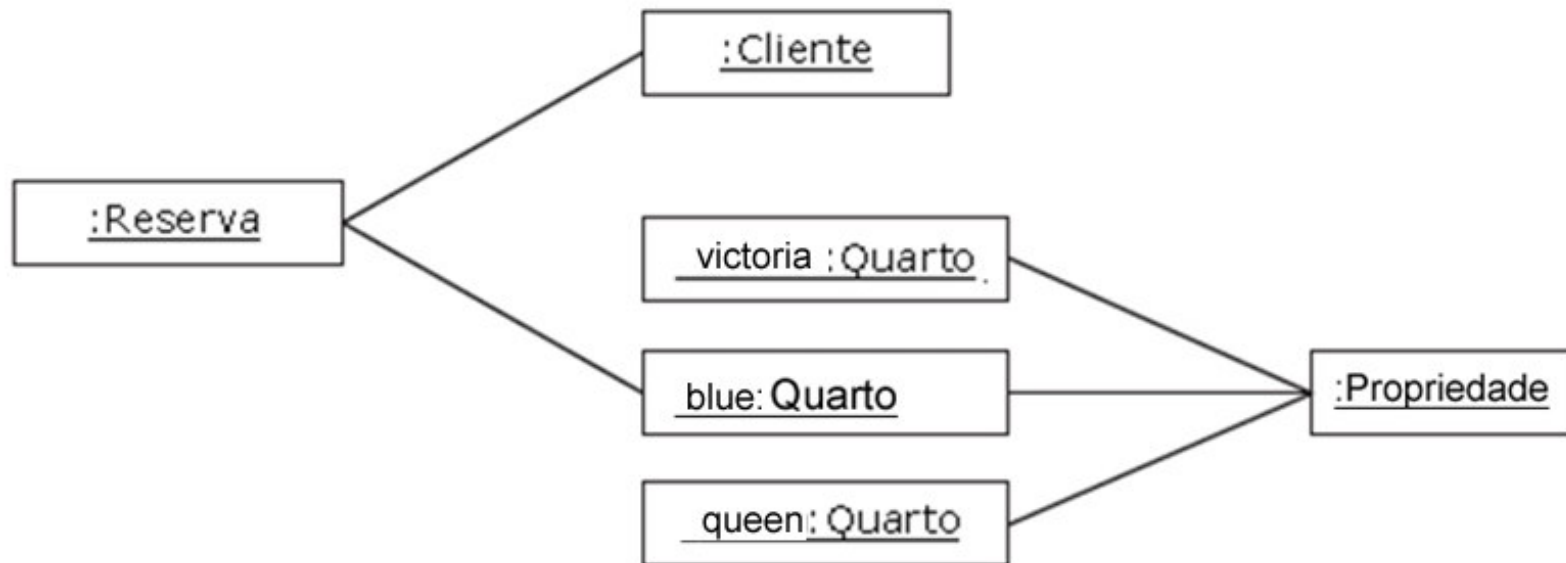 :Cliente
:Reserva
victoria :Quarto .
blue: Quarto
:Propriedade
queen: Quarto